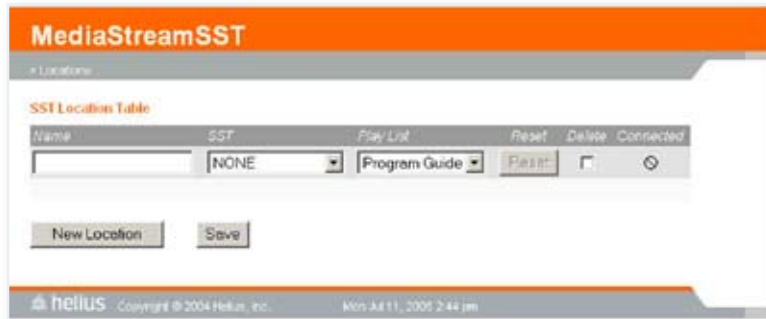 MediaStreamSST
• Locations
SST Location Table
Name SST Play List Reset Delete Connected
NONE Program Guide Reset
New Location Save
helius Copyright © 2004 Helius, Inc. Mon Jul 11, 2005 2:44 pm